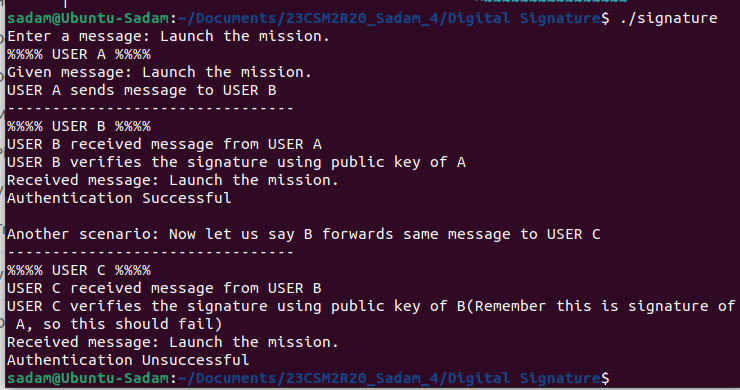 sadam@Ubuntu-Sadam:~/Documents/23CSM2R20_Sadam_4/Digital Signature$ ./signature
Enter a message: Launch the mission.
%%%% USER A %%%%
Given message: Launch the mission.
USER A sends message to USER B
--------------------------------
%%%% USER B %%%%
USER B received message from USER A
USER B verifies the signature using public key of A
Received message: Launch the mission.
Authentication Successful

Another scenario: Now let us say B forwards same message to USER C
--------------------------------
%%%% USER C %%%%
USER C received message from USER B
USER C verifies the signature using public key of B(Remember this is signature of
 A, so this should fail)
Received message: Launch the mission.
Authentication Unsuccessful
sadam@Ubuntu-Sadam:~/Documents/23CSM2R20_Sadam_4/Digital Signature$